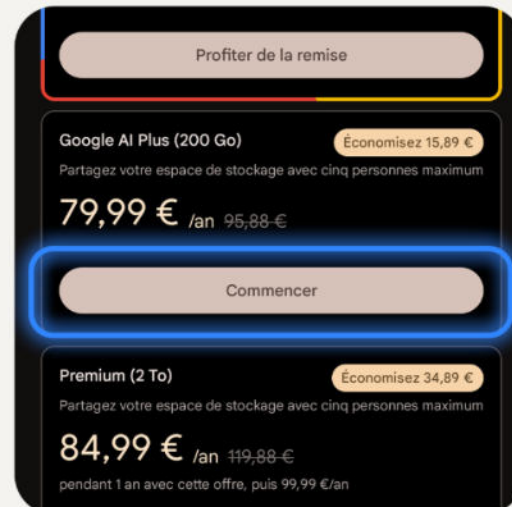 Profiter de la remise
Google AI Plus (200 Go)
Économisez 15,89 €
Partagez votre espace de stockage avec cinq personnes maximum
79,99 € /an 95,88 €
Commencer
Premium (2 To)
Économisez 34,89 €
Partagez votre espace de stockage avec cinq personnes maximum
84,99 € /an 119,88 €
pendant 1 an avec cette offre, puis 99,99 €/an